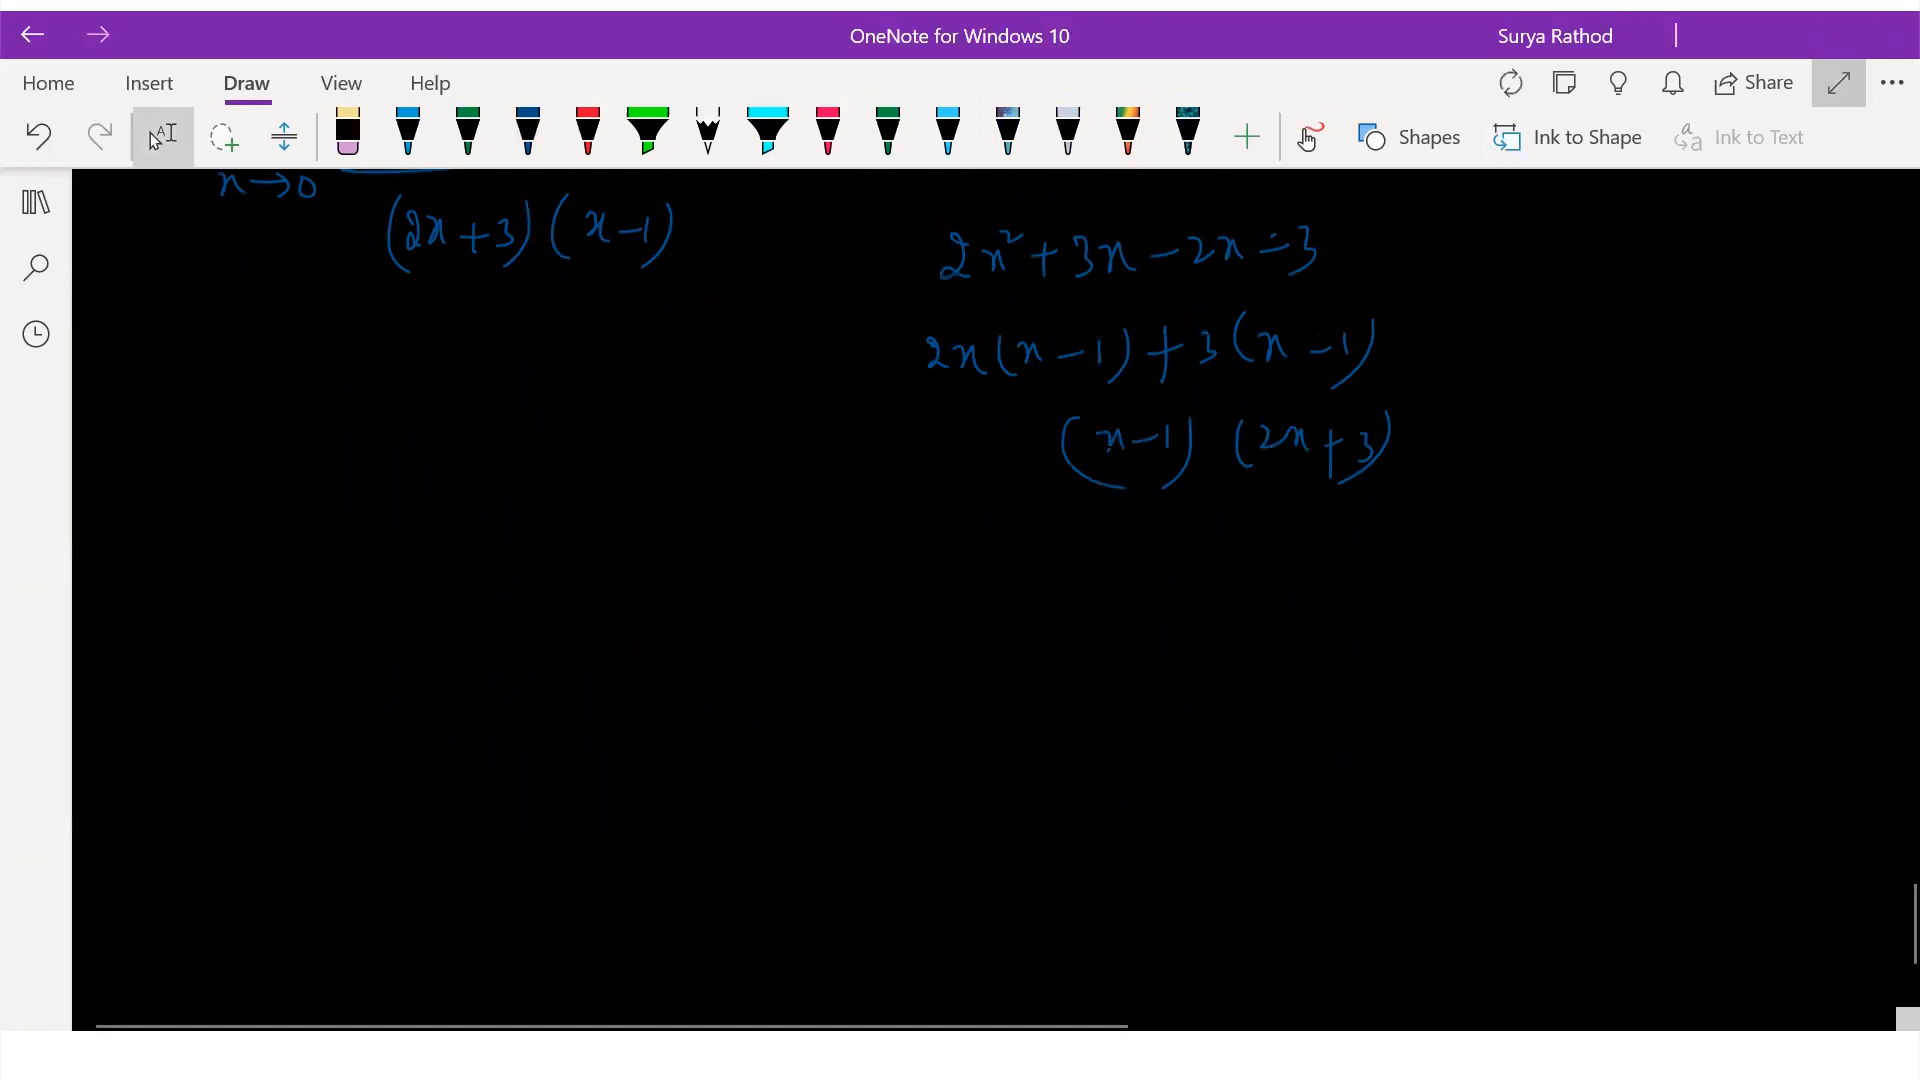 OneNote for Windows 10
Surya Rathod
Home Insert Draw View Help
Share
Shapes Ink to Shape Ink to Text
x→0
(2x+3)(x-1)
2x²+3x-2x-3
2x(x-1)+3(x-1)
(x-1) (2x+3)